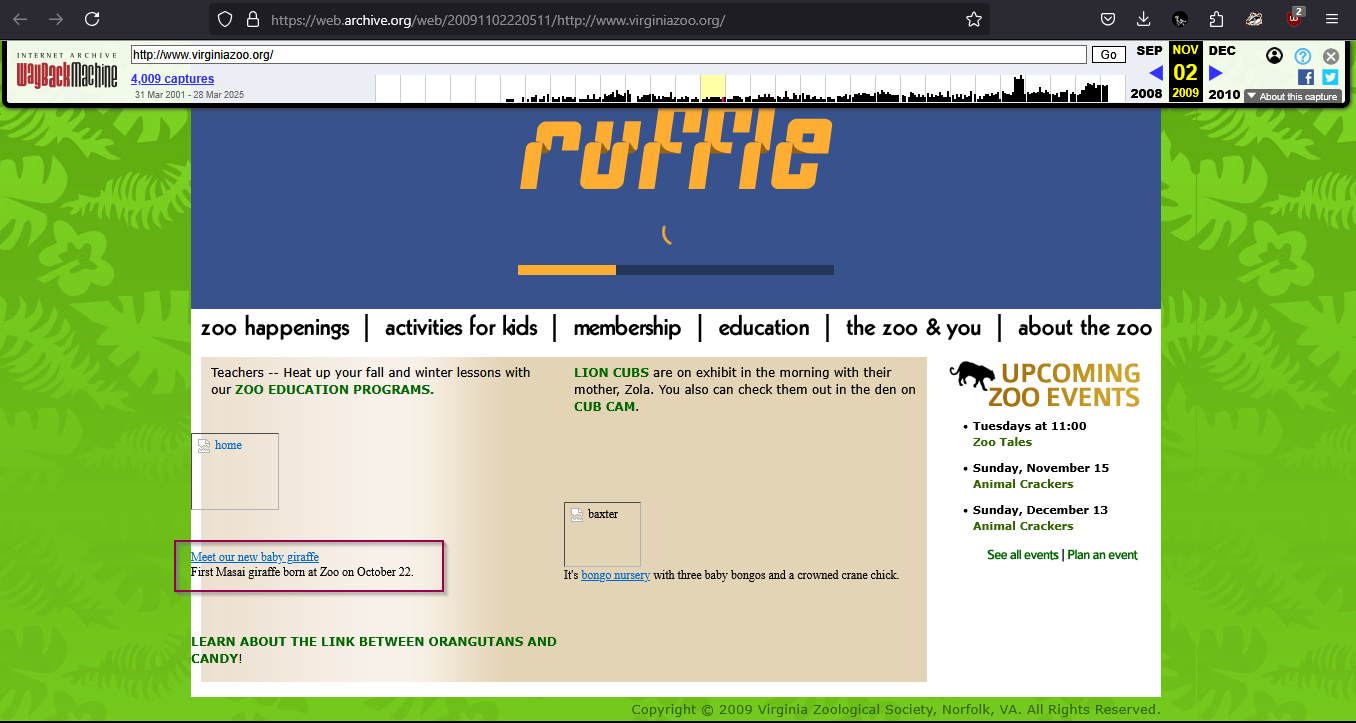 https://web.archive.org/web/20091102220511/http://www.virginiazoo.org/
2
INTERNET ARCHIVE
WayBackMachine
http://www.virginiazoo.org/
Go
4,009 captures
31 Mar 2001 - 28 Mar 2025
SEP NOV DEC
02
2008 2009 2010
About this capture
ruffle
zoo happenings | activities for kids | membership | education | the zoo & you | about the zoo
Teachers -- Heat up your fall and winter lessons with
our ZOO EDUCATION PROGRAMS.
home
Meet our new baby giraffe
First Masai giraffe born at Zoo on October 22.
LEARN ABOUT THE LINK BETWEEN ORANGUTANS AND
CANDY!
LION CUBS are on exhibit in the morning with their
mother, Zola. You also can check them out in the den on
CUB CAM.
baxter
It's bongo nursery with three baby bongos and a crowned crane chick.
UPCOMING
ZOO EVENTS
• Tuesdays at 11:00
Zoo Tales
• Sunday, November 15
Animal Crackers
• Sunday, December 13
Animal Crackers
See all events | Plan an event
Copyright © 2009 Virginia Zoological Society, Norfolk, VA. All Rights Reserved.